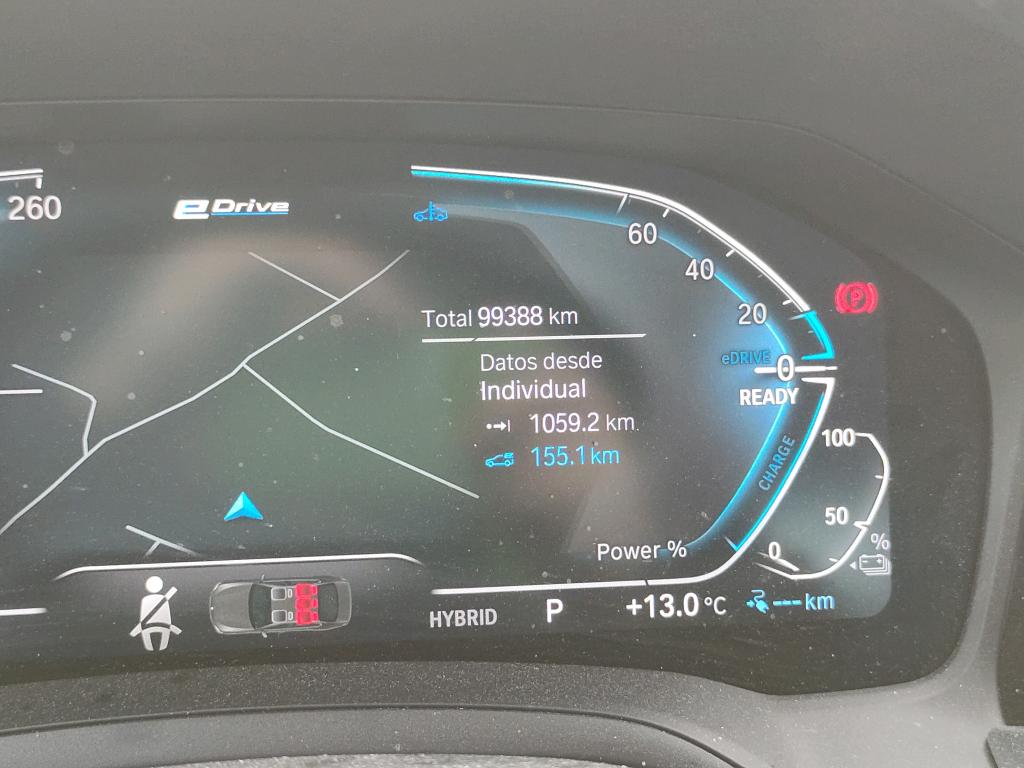 260
eDrive
60
40
Total 99388 km
20
Datos desde
eDRIVE
0
Individual
READY
1059.2 km
155.1 km
CHARGE
100
50
%
Power %
0
HYBRID
P
+13.0 °C
--- km
P